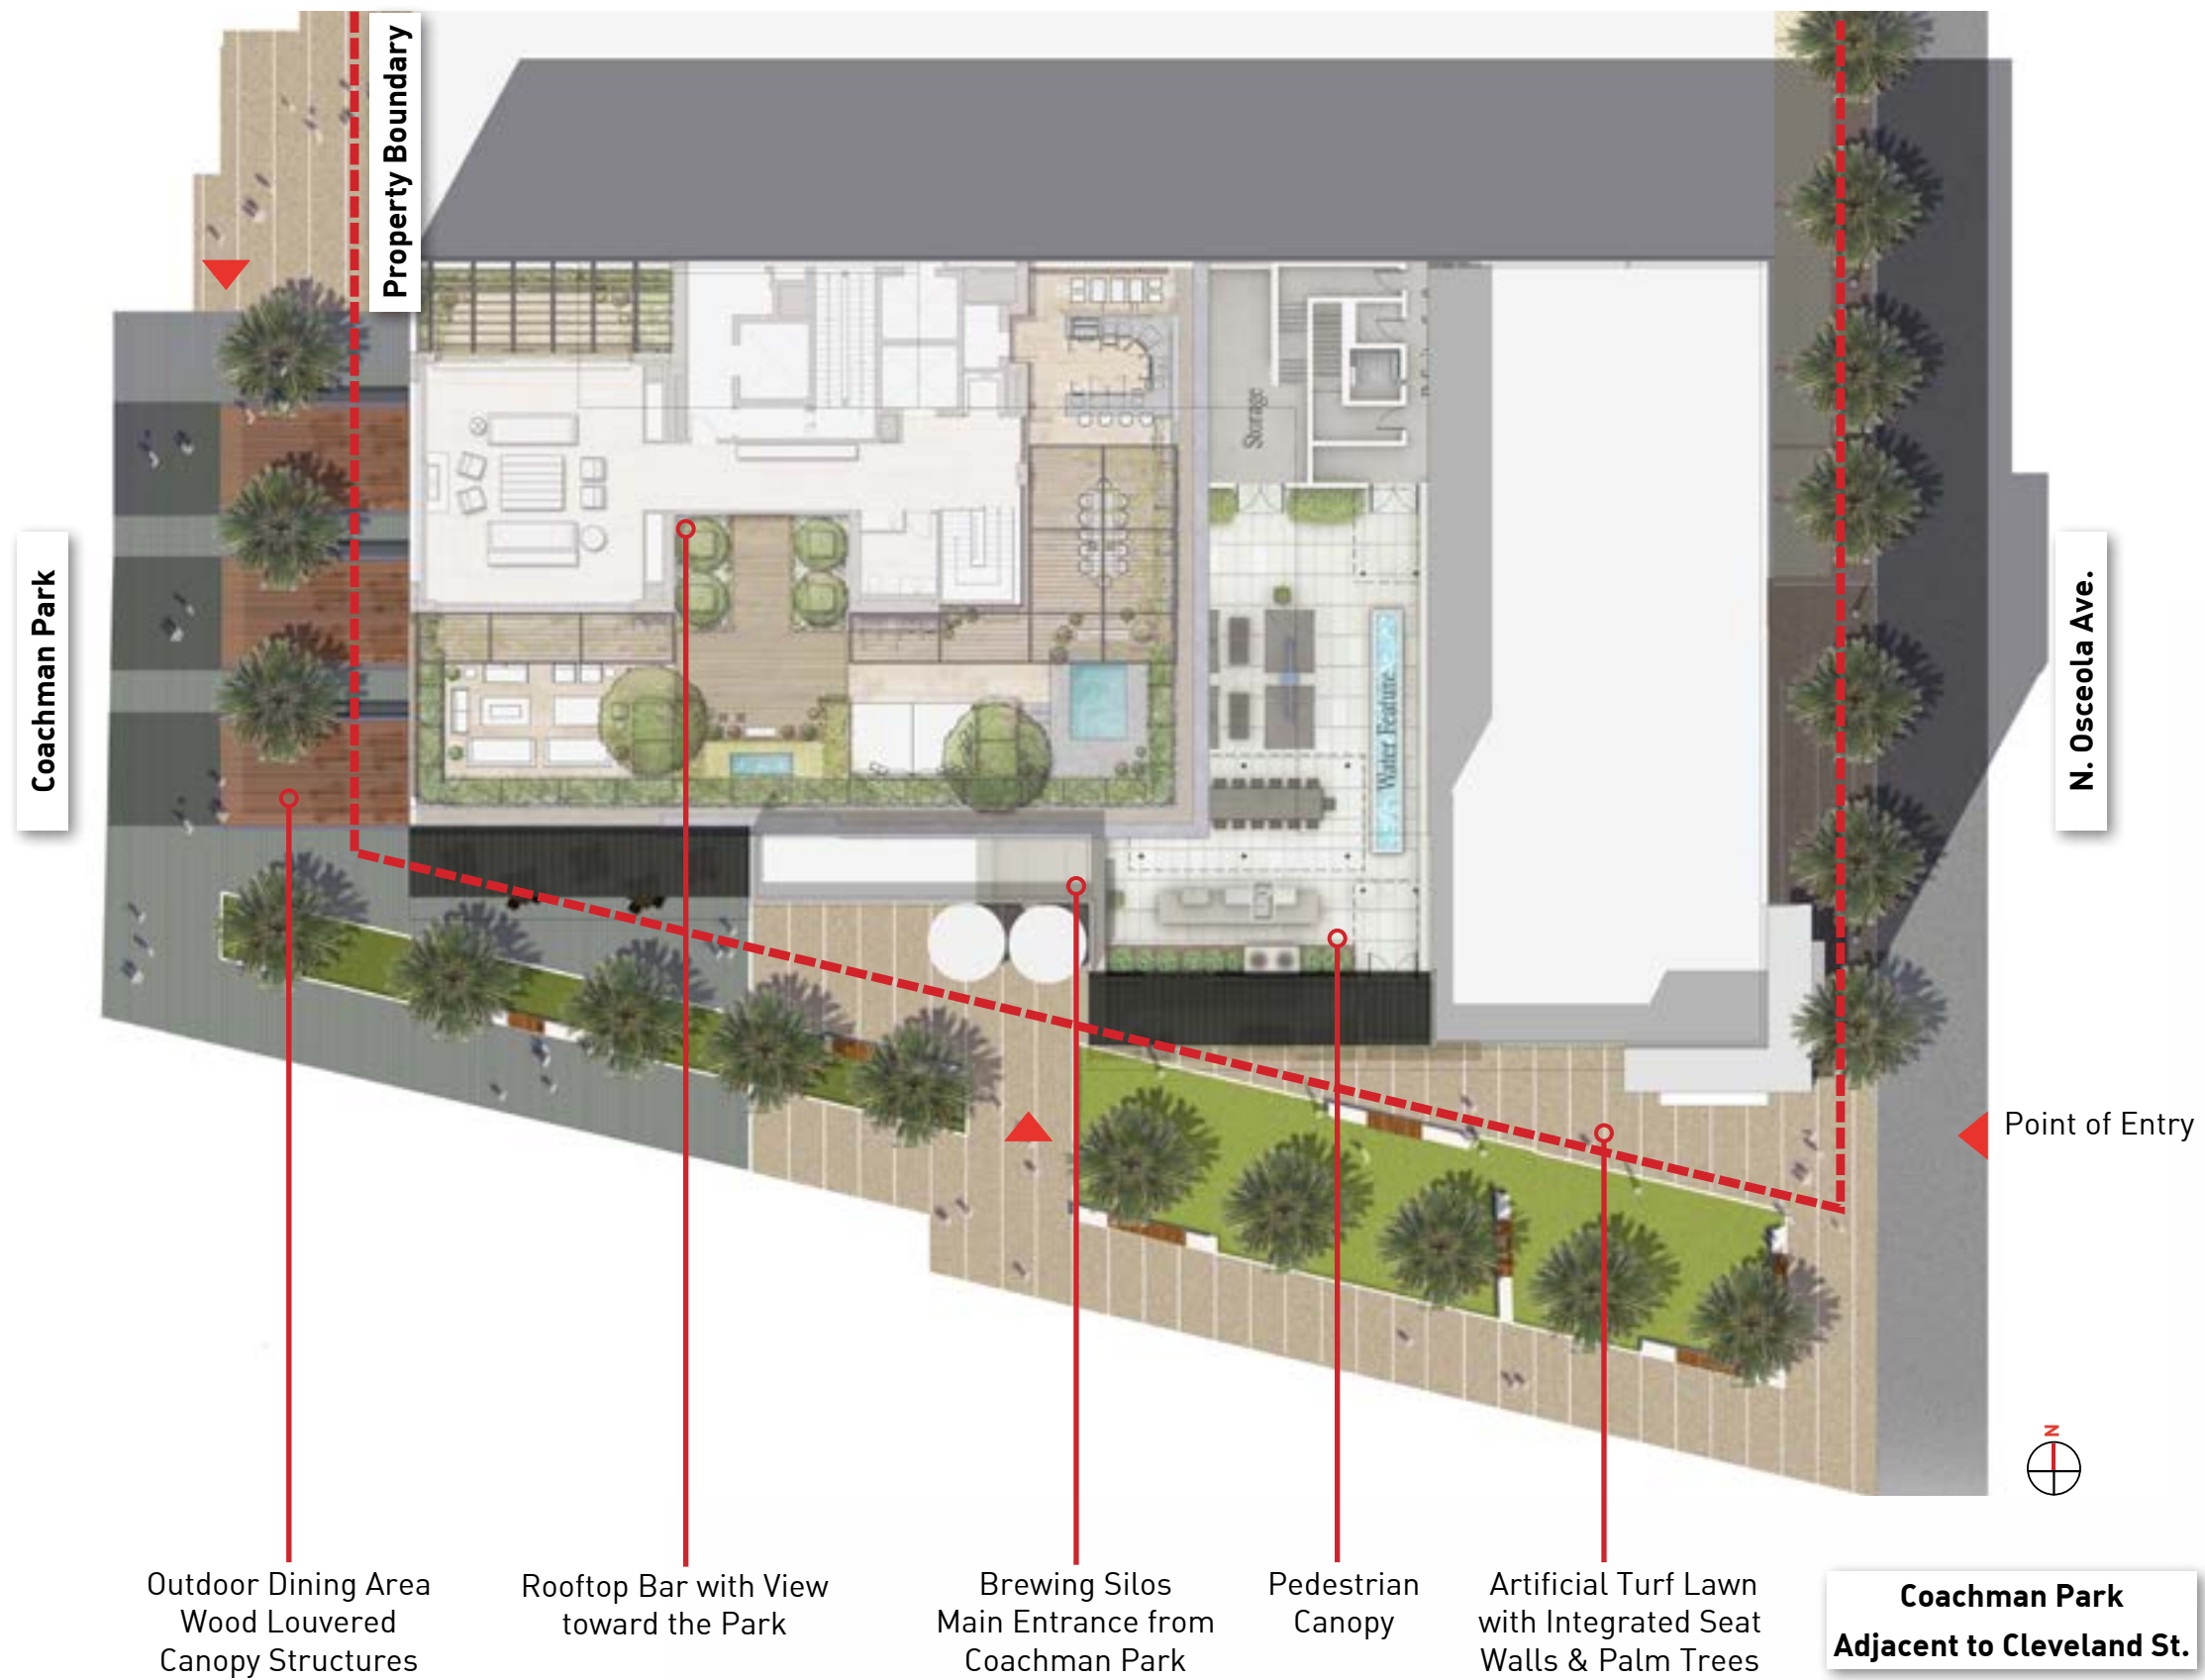 Property Boundary
Storage
Coachman Park
Water Feature
N. Osceola Ave.
Point of Entry
N
Outdoor Dining Area
Wood Louvered
Canopy Structures
Rooftop Bar with View
toward the Park
Brewing Silos
Main Entrance from
Coachman Park
Pedestrian
Canopy
Artificial Turf Lawn
with Integrated Seat
Walls & Palm Trees
Coachman Park
Adjacent to Cleveland St.